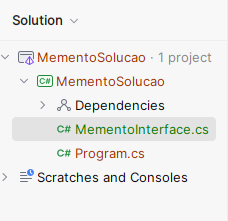 Solution
MementoSolucao · 1 project
C# MementoSolucao
Dependencies
C# MementoInterface.cs
C# Program.cs
Scratches and Consoles